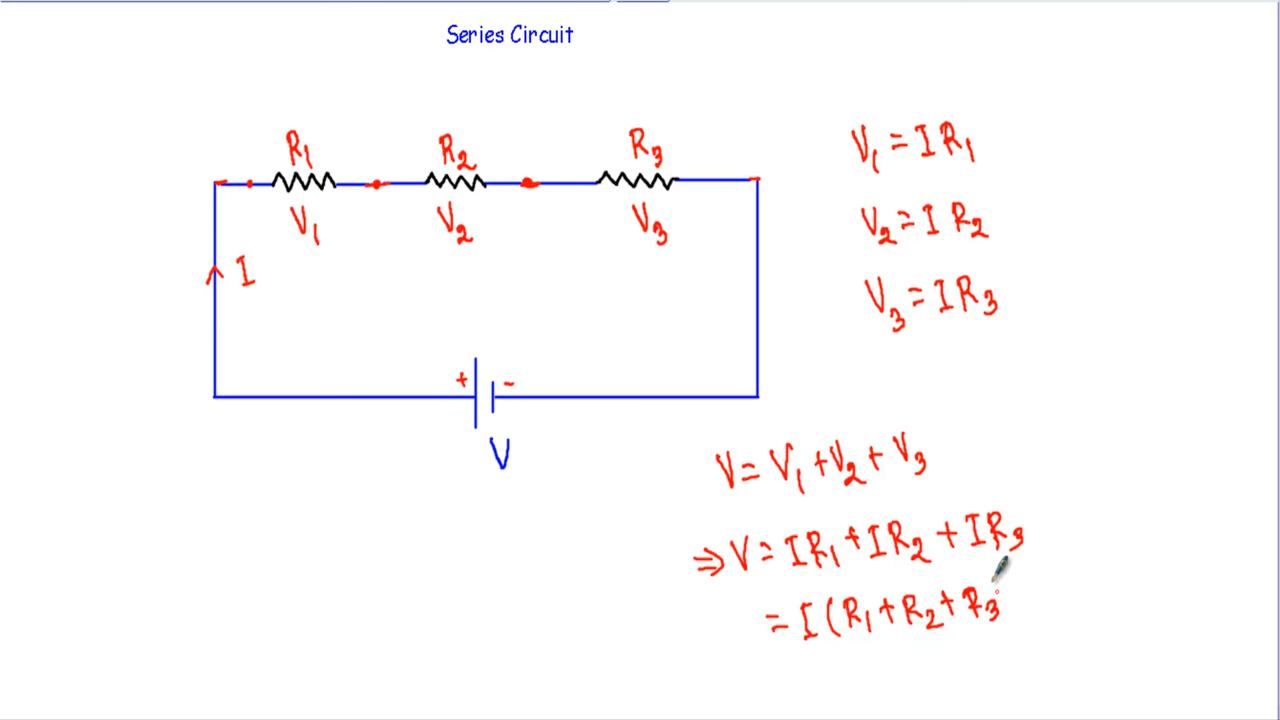 Series Circuit
R1 R2 R3
V1 V2 V3
I
+ -
V
V1 = IR1
V2 = IR2
V3 = IR3
V = V1 + V2 + V3
⇒ V = IR1 + IR2 + IR3
= I(R1 + R2 + R3